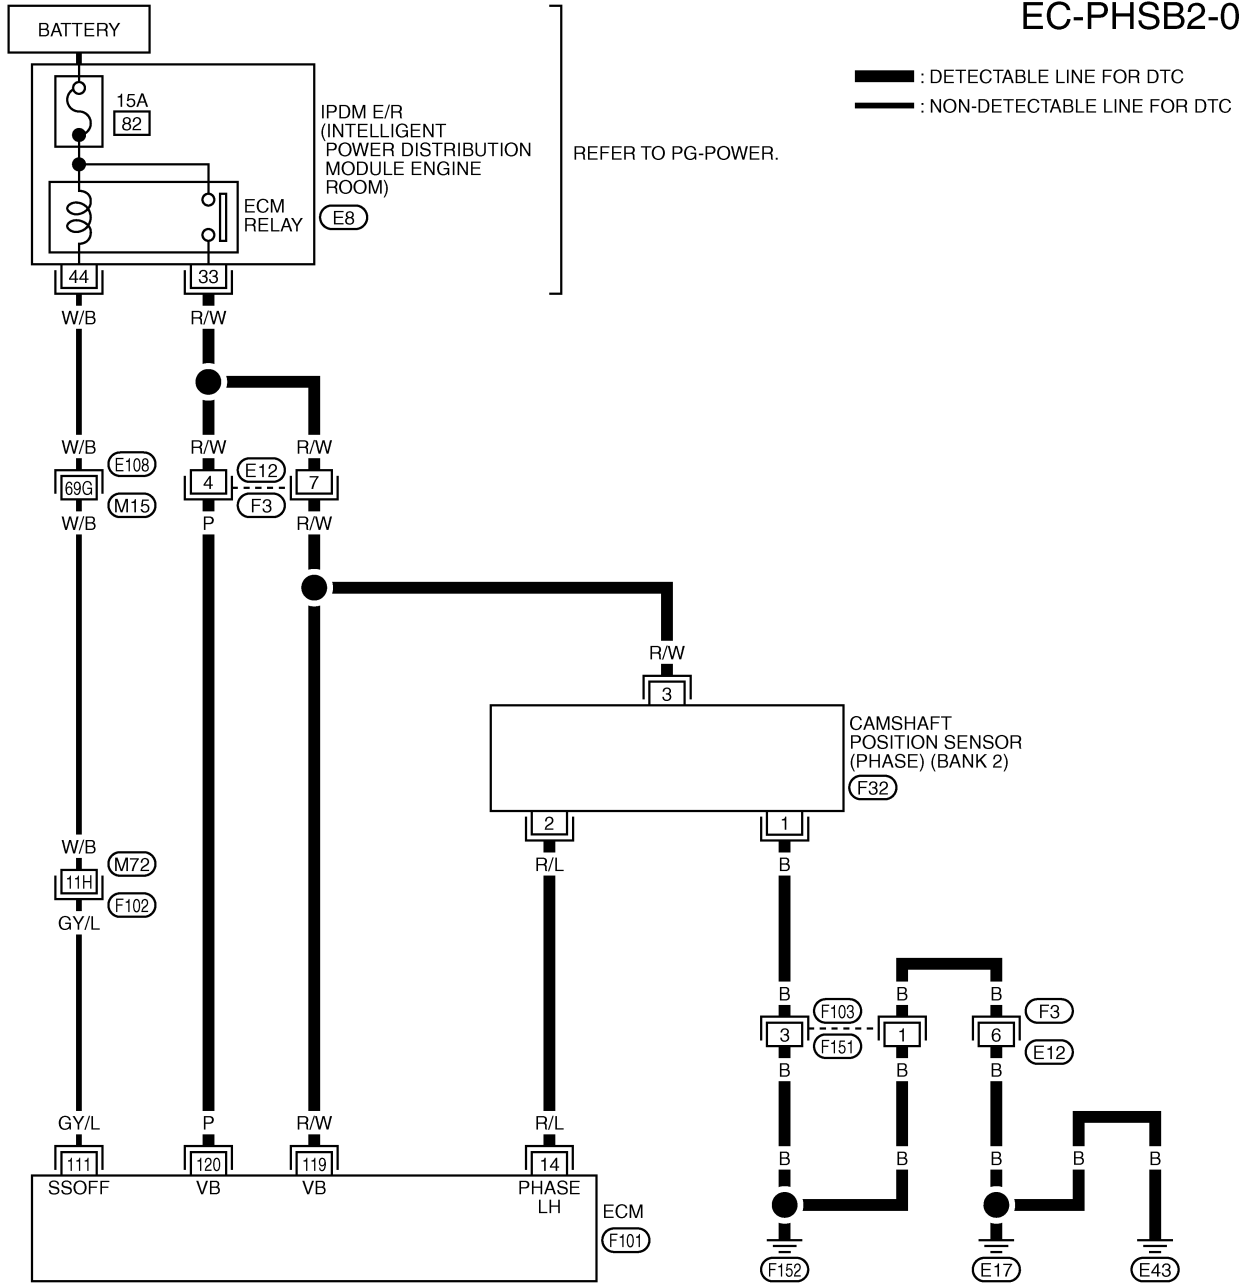 EC-PHSB2-0
BATTERY
: DETECTABLE LINE FOR DTC
: NON-DETECTABLE LINE FOR DTC
15A
82
IPDM E/R
(INTELLIGENT
POWER DISTRIBUTION
MODULE ENGINE
ROOM)
E8
REFER TO PG-POWER.
ECM
RELAY
44
33
W/B
R/W
W/B
R/W
R/W
69G
E108
M15
4
E12
F3
7
W/B
P
R/W
R/W
3
CAMSHAFT
POSITION SENSOR
(PHASE) (BANK 2)
F32
2
1
R/L
B
W/B
11H
M72
F102
GY/L
B
B
B
3
F103
F151
1
6
F3
E12
B
B
B
GY/L
P
R/W
R/L
B
B
B
B
B
111
120
119
14
SSOFF
VB
VB
PHASE
LH
ECM
F101
F152
E17
E43